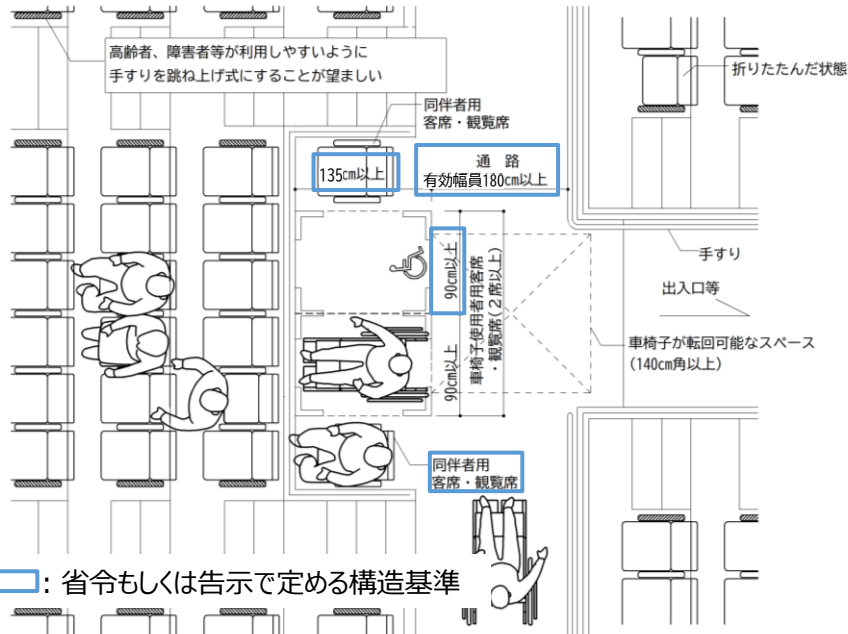 高齢者、障害者等が利用しやすいように
手すりを跳ね上げ式にすることが望ましい
折りたたんだ状態
同伴者用
客席・観覧席
135cm以上
通 路
有効幅員180cm以上
90cm以上
90cm以上
車椅子使用者用客席
・観覧席(2席以上)
手すり
出入口等
車椅子が転回可能なスペース
(140cm角以上)
同伴者用
客席・観覧席
: 省令もしくは告示で定める構造基準